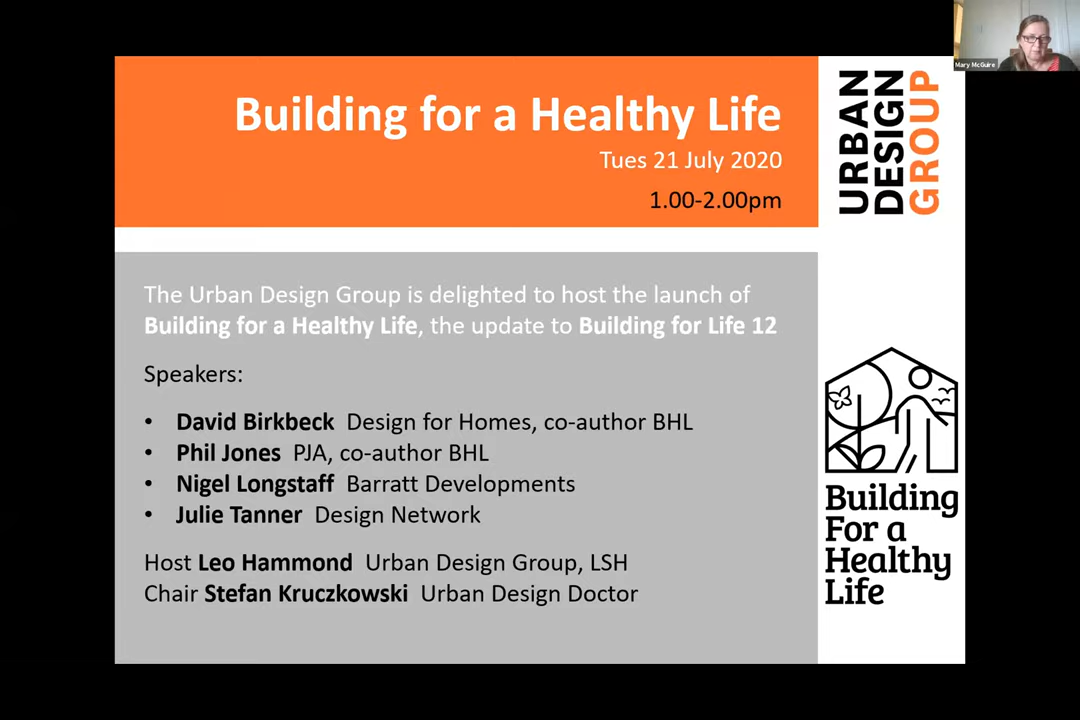 Building for a Healthy Life
Tues 21 July 2020
1.00-2.00pm
URBAN
DESIGN
GROUP
Mary McGuire
The Urban Design Group is delighted to host the launch of
Building for a Healthy Life, the update to Building for Life 12
Speakers:
• David Birkbeck Design for Homes, co-author BHL
• Phil Jones PJA, co-author BHL
• Nigel Longstaff Barratt Developments
• Julie Tanner Design Network
Host Leo Hammond Urban Design Group, LSH
Chair Stefan Kruczkowski Urban Design Doctor
Building
For a
Healthy
Life